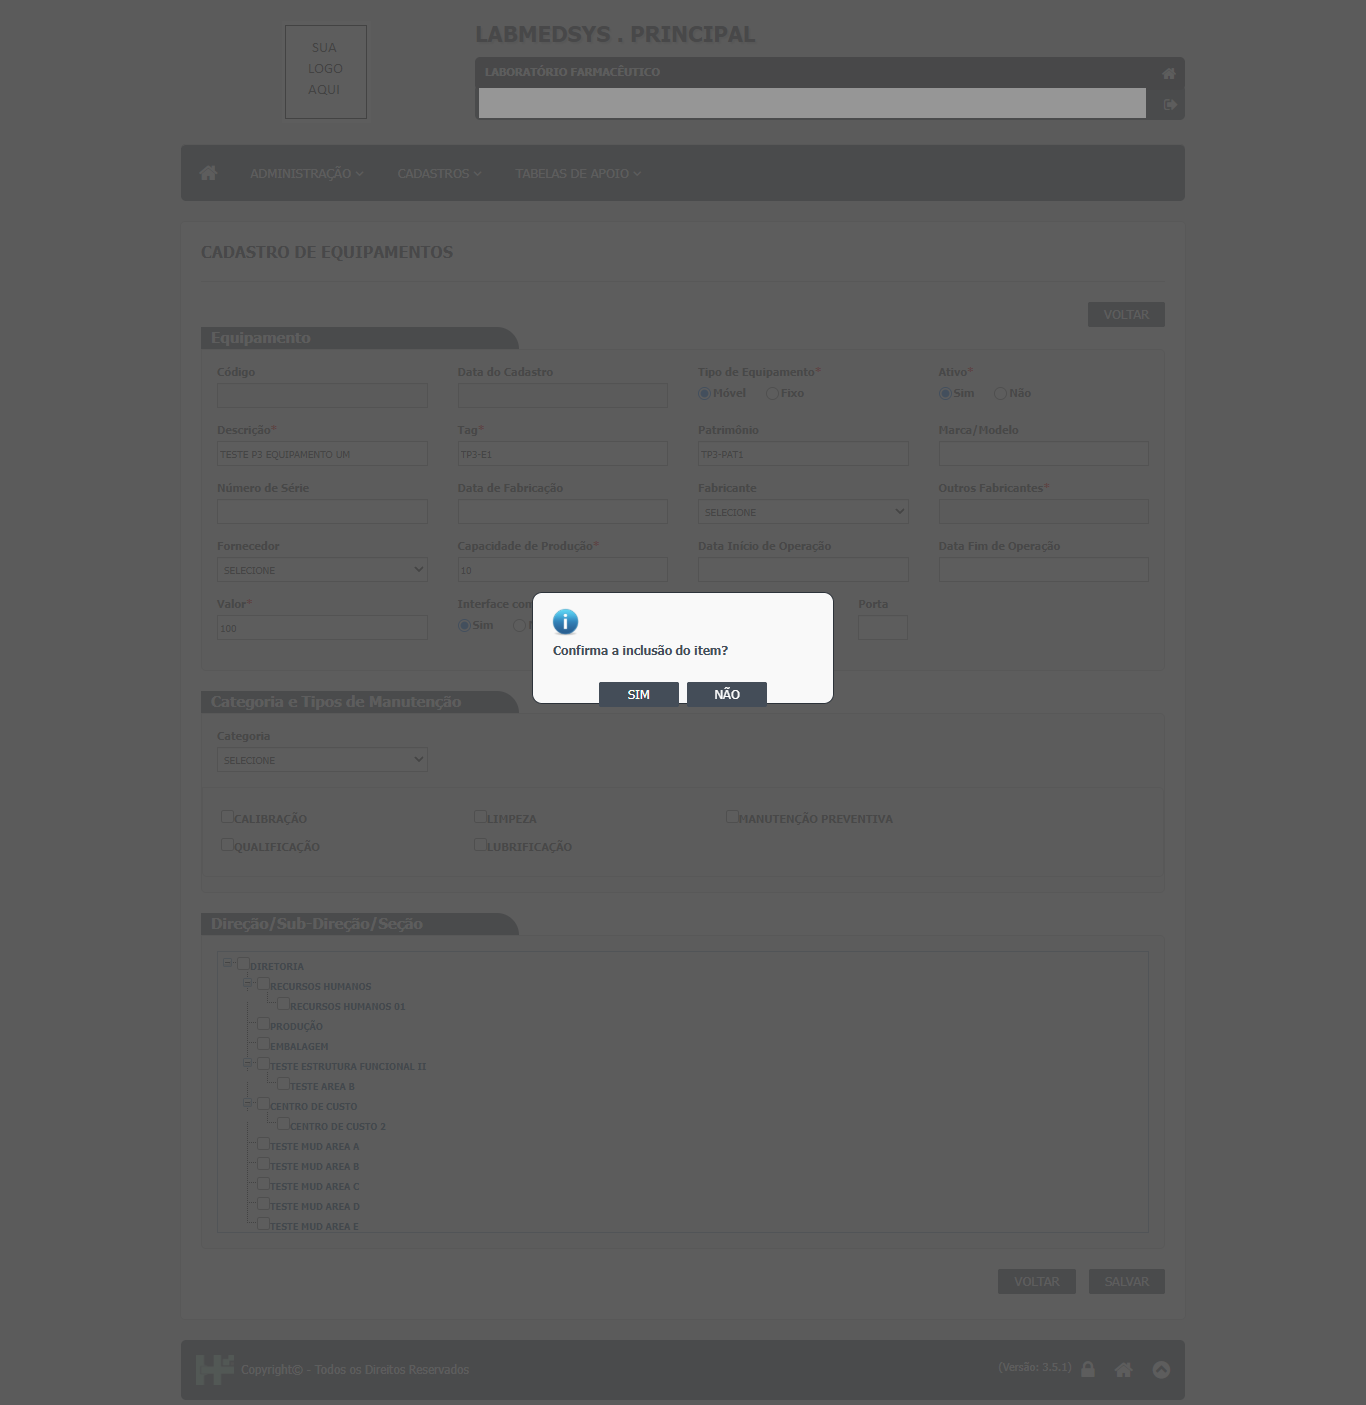 SUA
LOGO
AQUI
LABMEDSYS . PRINCIPAL
LABORATÓRIO FARMACÊUTICO
ADMINISTRAÇÃO CADASTROS TABELAS DE APOIO
CADASTRO DE EQUIPAMENTOS
VOLTAR
Equipamento
Código Data do Cadastro Tipo de Equipamento* Ativo*
Móvel Fixo Sim Não
Descrição* Tag* Patrimônio Marca/Modelo
TESTE P3 EQUIPAMENTO UM TP3-E1 TP3-PAT1
Número de Série Data de Fabricação Fabricante Outros Fabricantes*
SELECIONE
Fornecedor Capacidade de Produção* Data Início de Operação Data Fim de Operação
SELECIONE 10
Valor* Interface com Porta
100 Sim
Confirma a inclusão do item?
SIM NÃO
Categoria e Tipos de Manutenção
Categoria
SELECIONE
CALIBRAÇÃO LIMPEZA MANUTENÇÃO PREVENTIVA
QUALIFICAÇÃO LUBRIFICAÇÃO
Direção/Sub-Direção/Seção
DIRETORIA
RECURSOS HUMANOS
RECURSOS HUMANOS 01
PRODUÇÃO
EMBALAGEM
TESTE ESTRUTURA FUNCIONAL II
TESTE AREA B
CENTRO DE CUSTO
CENTRO DE CUSTO 2
TESTE MUD AREA A
TESTE MUD AREA B
TESTE MUD AREA C
TESTE MUD AREA D
TESTE MUD AREA E
VOLTAR SALVAR
Copyright© - Todos os Direitos Reservados (Versão: 3.5.1)